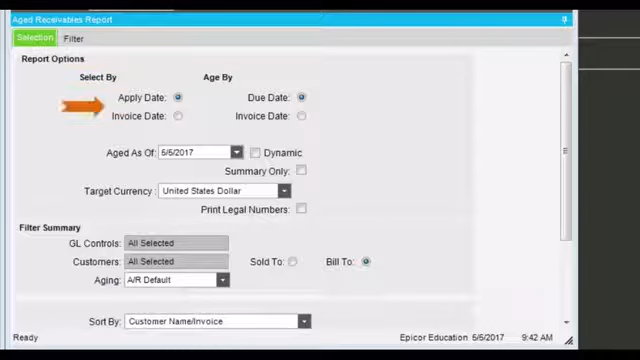 Aged Receivables Report
Selection Filter
Report Options
Select By Age By
Apply Date: Due Date:
Invoice Date: Invoice Date:
Aged As Of: 5/5/2017 Dynamic
Summary Only:
Target Currency: United States Dollar
Print Legal Numbers:
Filter Summary
GL Controls: All Selected
Customers: All Selected Sold To: Bill To:
Aging: A/R Default
Sort By: Customer Name/Invoice
Ready Epicor Education 5/5/2017 9:42 AM